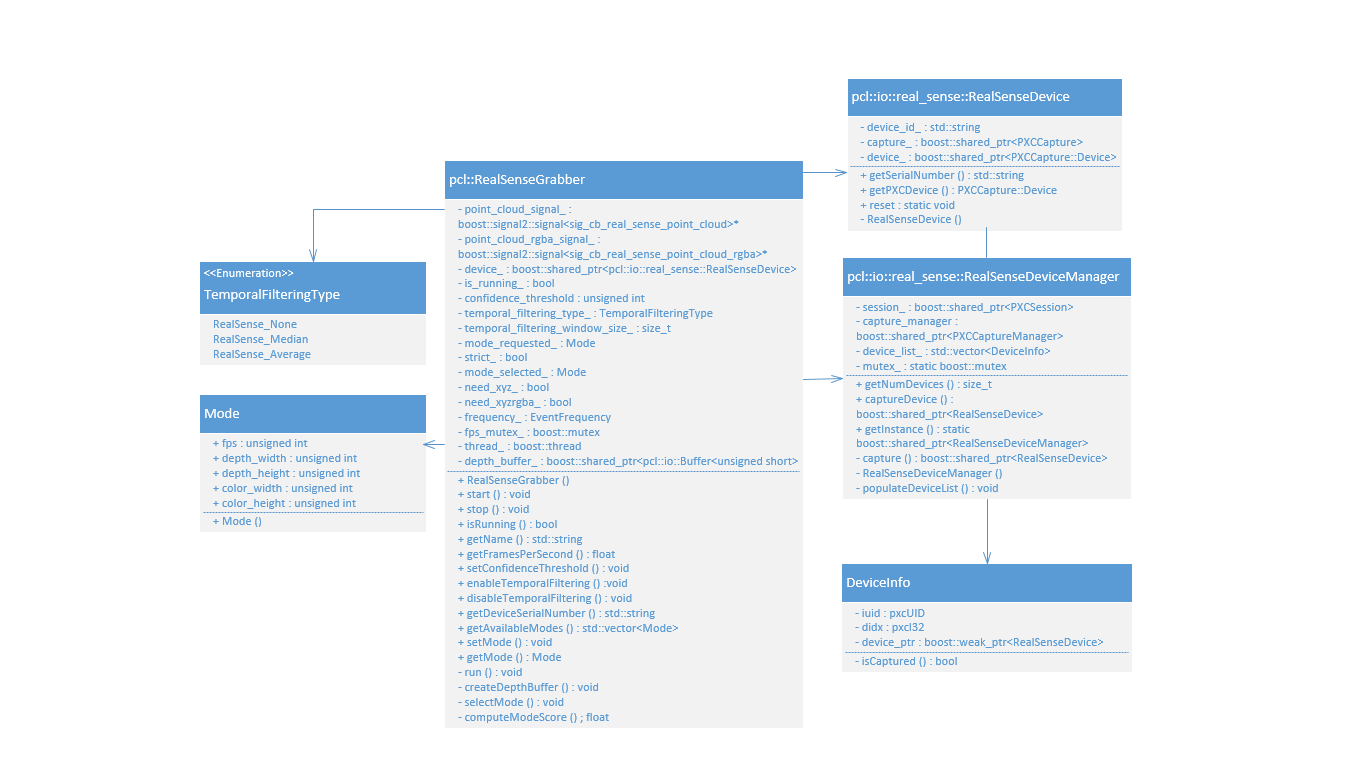 pcl::io::real_sense::RealSenseDevice
- device_id_ : std::string
- capture_ : boost::shared_ptr<PXCCapture>
- device_ : boost::shared_ptr<PXCCapture::Device>
+ getSerialNumber () : std::string
+ getPXCDevice () : PXCCapture::Device
+ reset : static void
- RealSenseDevice ()
pcl::RealSenseGrabber
- point_cloud_signal_ :
boost::signal2::signal<sig_cb_real_sense_point_cloud>*
- point_cloud_rgba_signal_ :
boost::signal2::signal<sig_cb_real_sense_point_cloud_rgba>*
- device_ : boost::shared_ptr<pcl::io::real_sense::RealSenseDevice>
- is_running_ : bool
- confidence_threshold : unsigned int
- temporal_filtering_type_ : TemporalFilteringType
- temporal_filtering_window_size_ : size_t
- mode_requested_ : Mode
- strict_ : bool
- mode_selected_ : Mode
- need_xyz_ : bool
- need_xyzrgba_ : bool
- frequency_ : EventFrequency
- fps_mutex_ : boost::mutex
- thread_ : boost::thread
- depth_buffer_ : boost::shared_ptr<pcl::io::Buffer<unsigned short>
+ RealSenseGrabber ()
+ start () : void
+ stop () : void
+ isRunning () : bool
+ getName () : std::string
+ getFramesPerSecond () : float
+ setConfidenceThreshold () : void
+ enableTemporalFiltering () :void
+ disableTemporalFiltering () : void
+ getDeviceSerialNumber () : std::string
+ getAvailableModes () : std::vector<Mode>
+ setMode () : void
+ getMode () : Mode
- run () : void
- createDepthBuffer () : void
- selectMode () : void
- computeModeScore () ; float
<<Enumeration>>
TemporalFilteringType
RealSense_None
RealSense_Median
RealSense_Average
Mode
+ fps : unsigned int
+ depth_width : unsigned int
+ depth_height : unsigned int
+ color_width : unsigned int
+ color_height : unsigned int
+ Mode ()
pcl::io::real_sense::RealSenseDeviceManager
- session_ : boost::shared_ptr<PXCSession>
- capture_manager :
boost::shared_ptr<PXCCaptureManager>
- device_list_ : std::vector<DeviceInfo>
- mutex_ : static boost::mutex
+ getNumDevices () : size_t
+ captureDevice () :
boost::shared_ptr<RealSenseDevice>
+ getInstance () : static
boost::shared_ptr<RealSenseDeviceManager>
- capture () : boost::shared_ptr<RealSenseDevice>
- RealSenseDeviceManager ()
- populateDeviceList () : void
DeviceInfo
- iuid : pxcUID
- didx : pxcI32
- device_ptr : boost::weak_ptr<RealSenseDevice>
- isCaptured () : bool